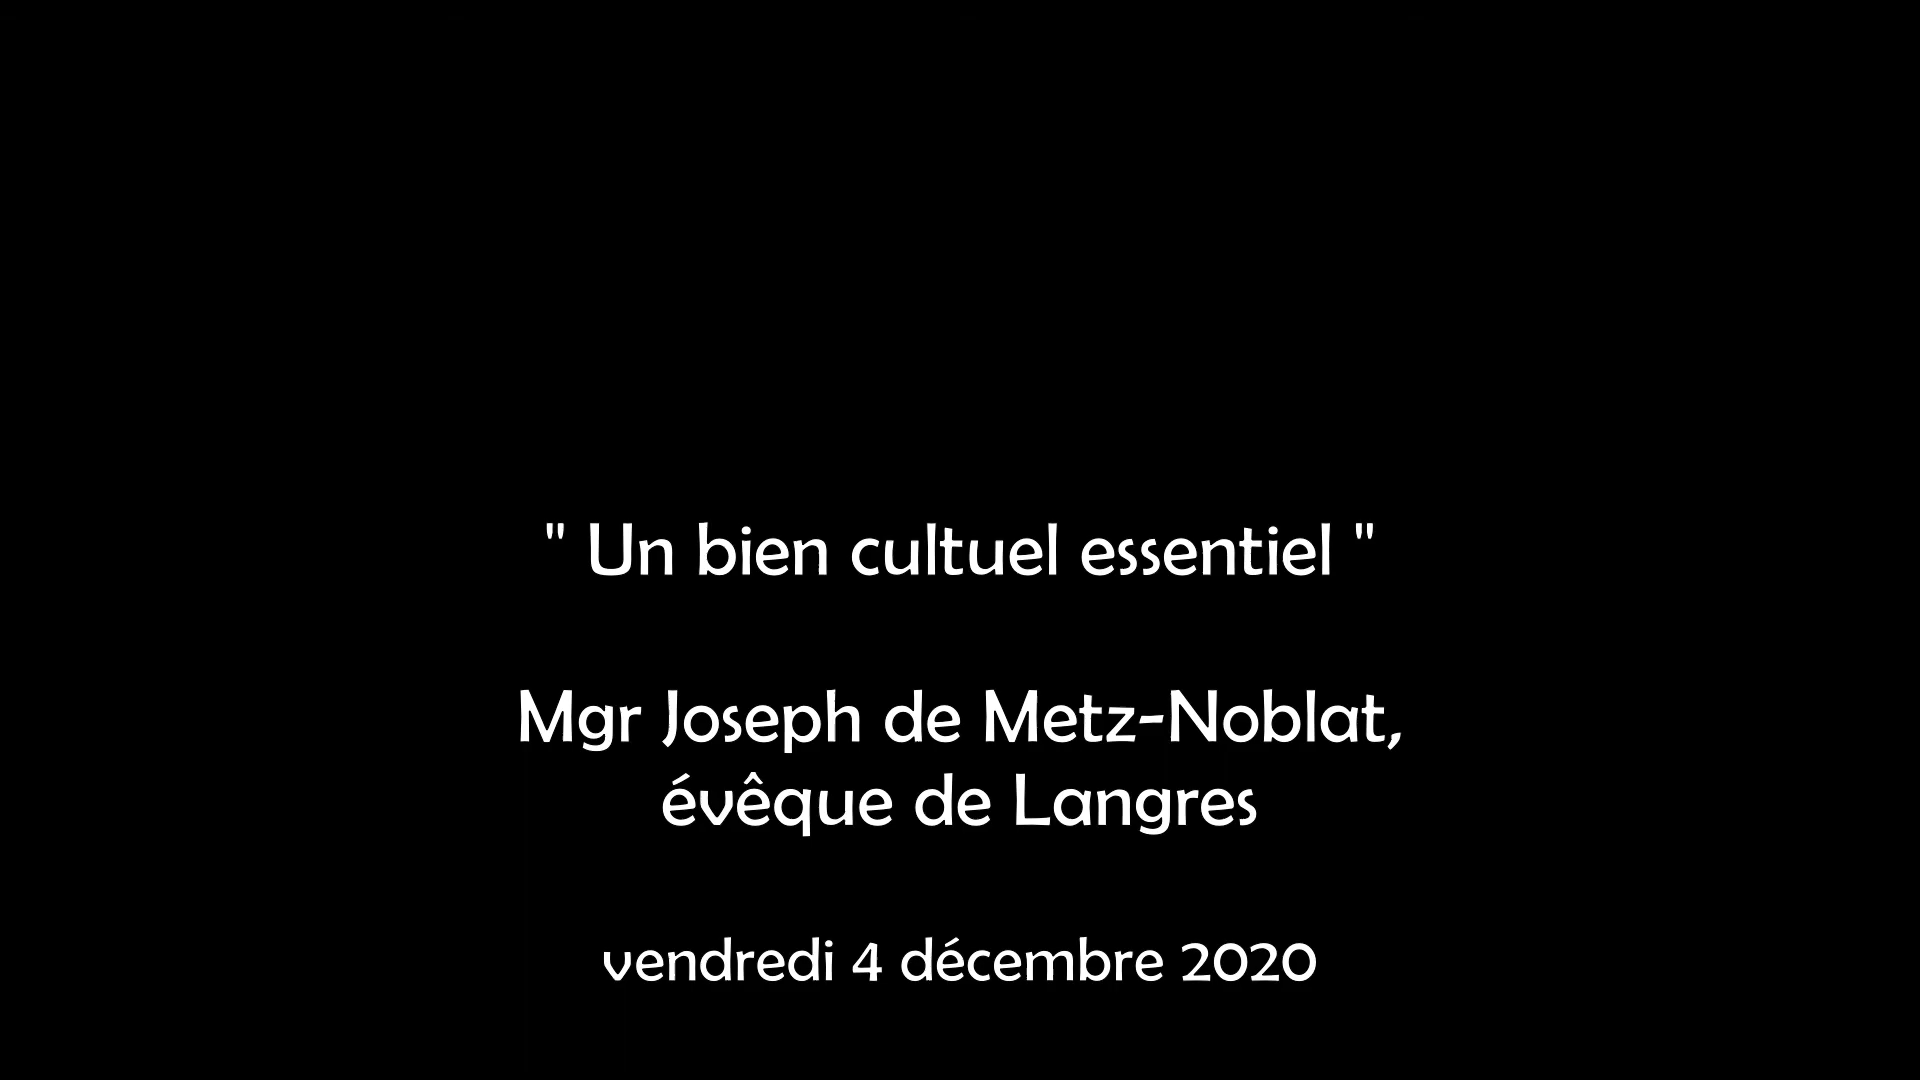 " Un bien cultuel essentiel "
Mgr Joseph de Metz-Noblat,
évêque de Langres
vendredi 4 décembre 2020